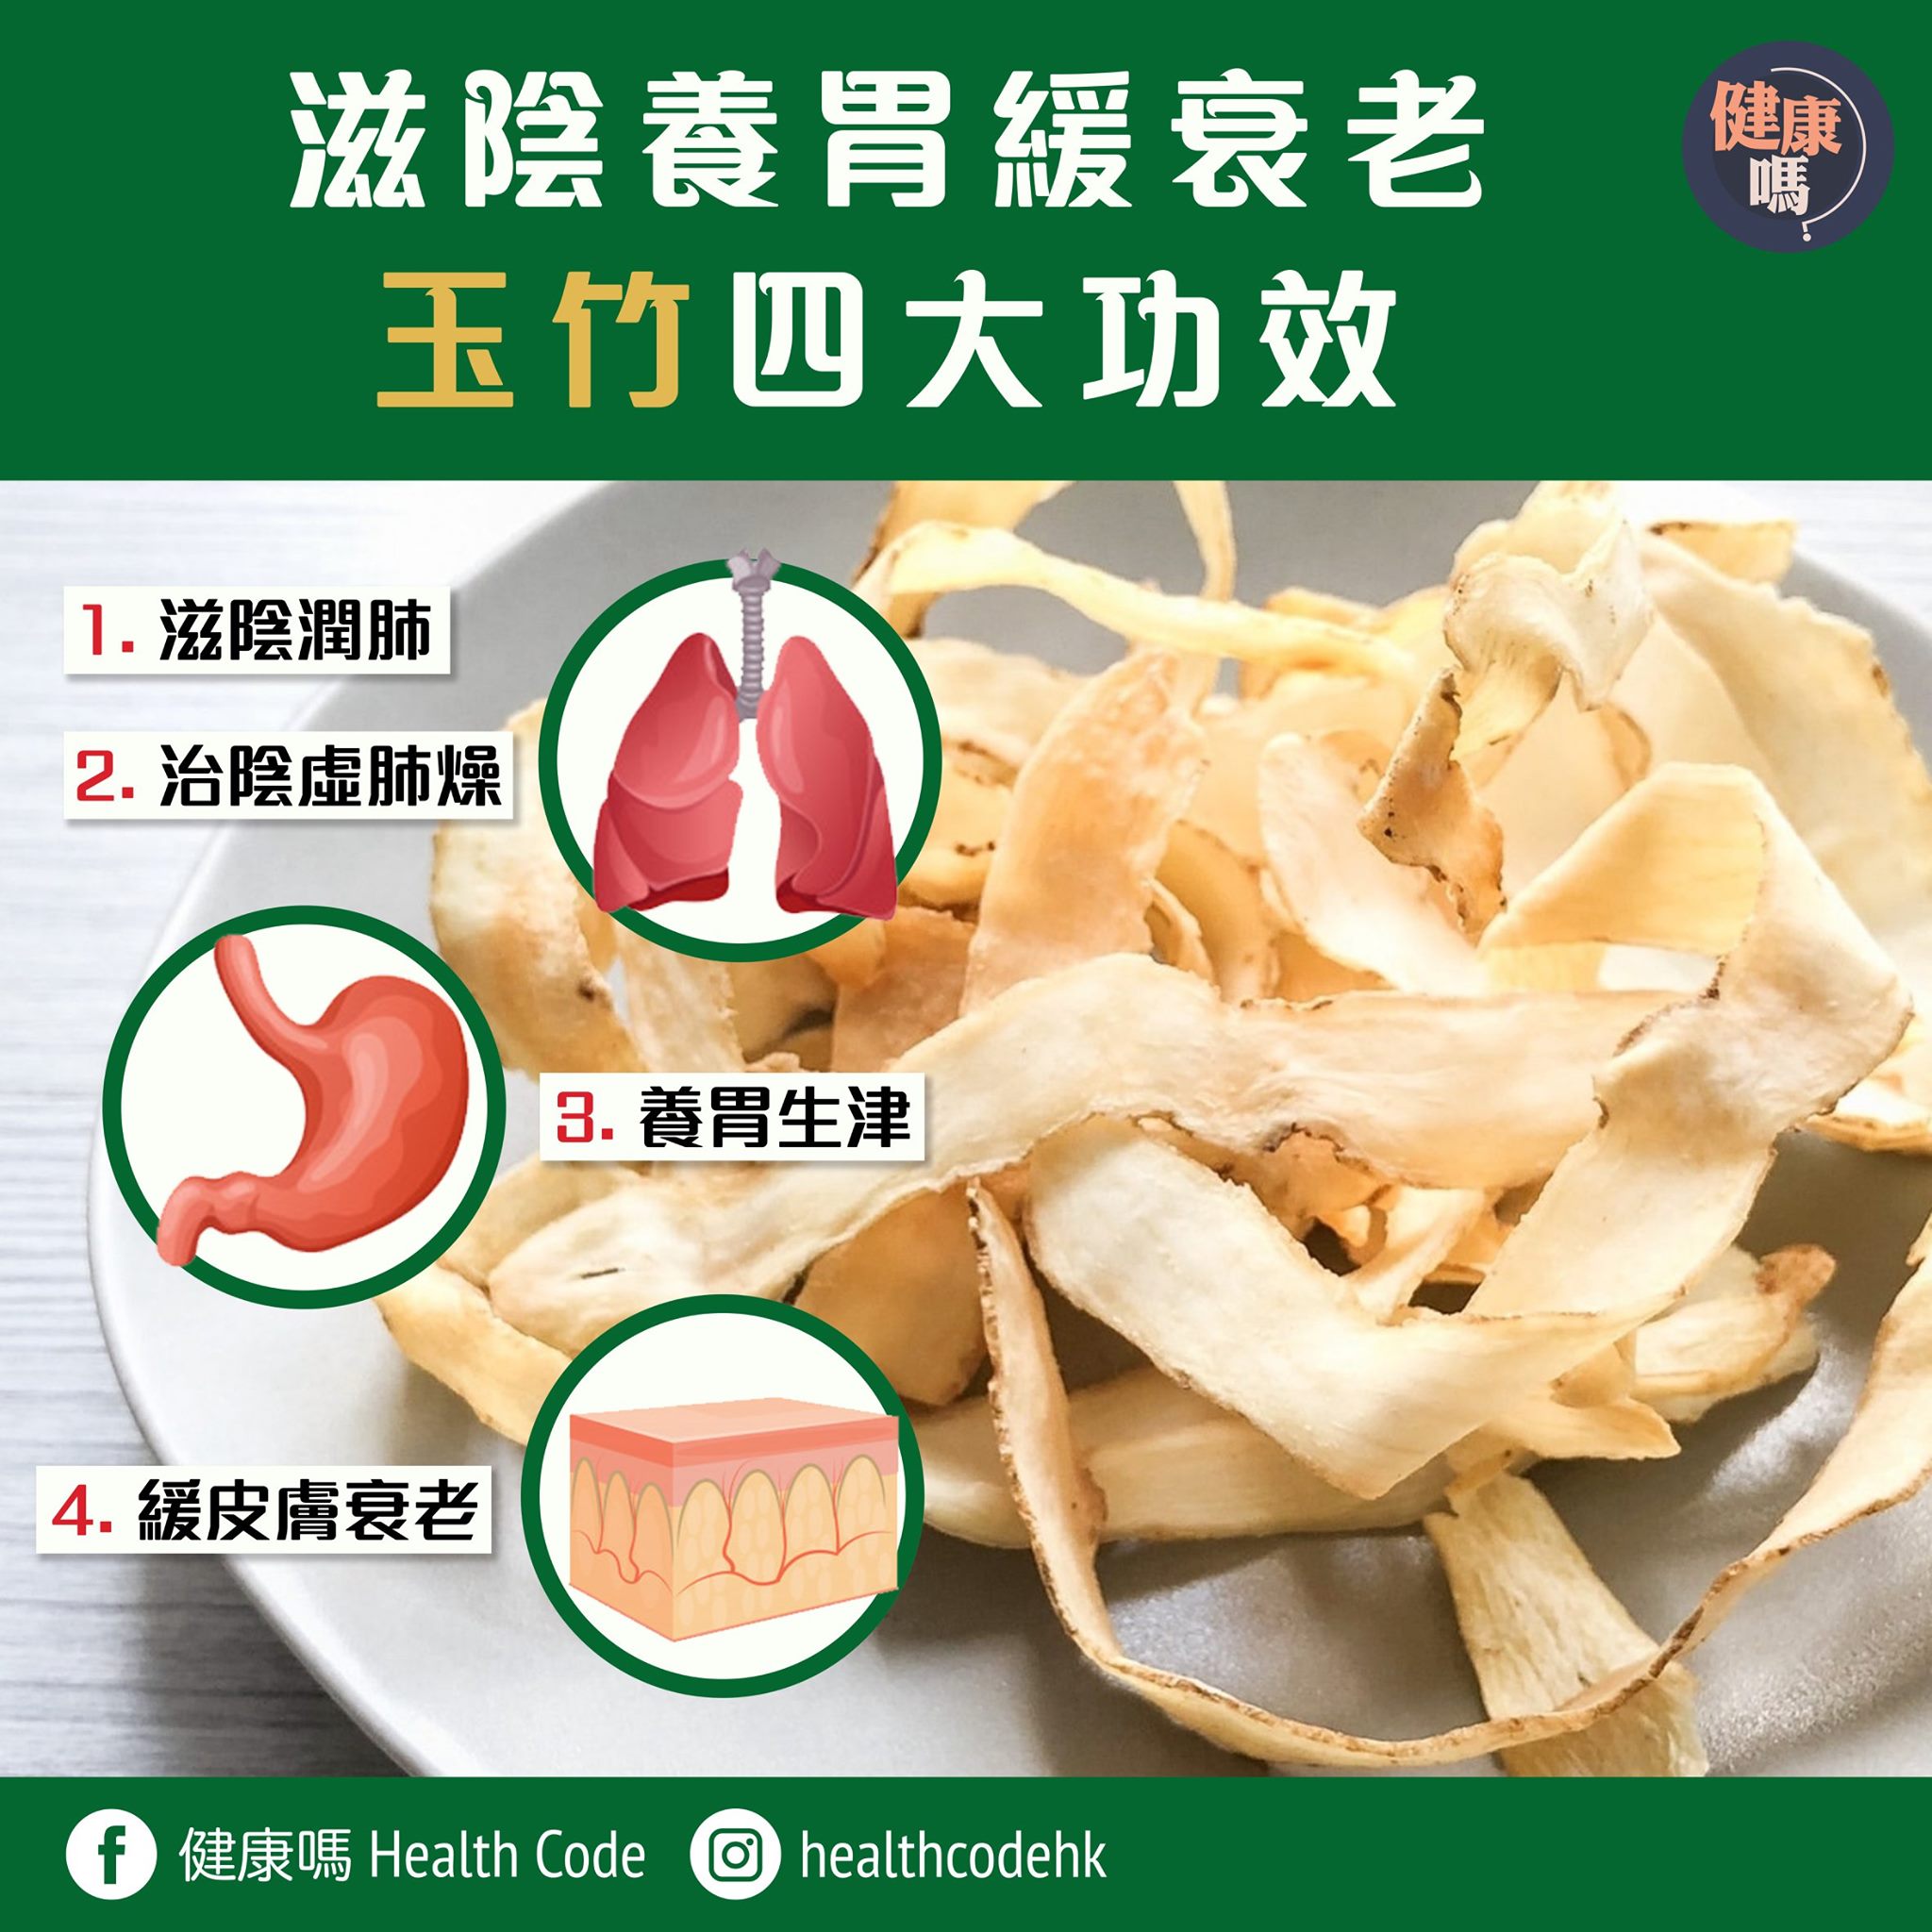 滋陰養胃緩衰老
健康
嗎?
玉竹四大功效
1. 滋陰潤肺
2. 治陰虛肺燥
3. 養胃生津
4. 緩皮膚衰老
健康嗎 Health Code
healthcodehk